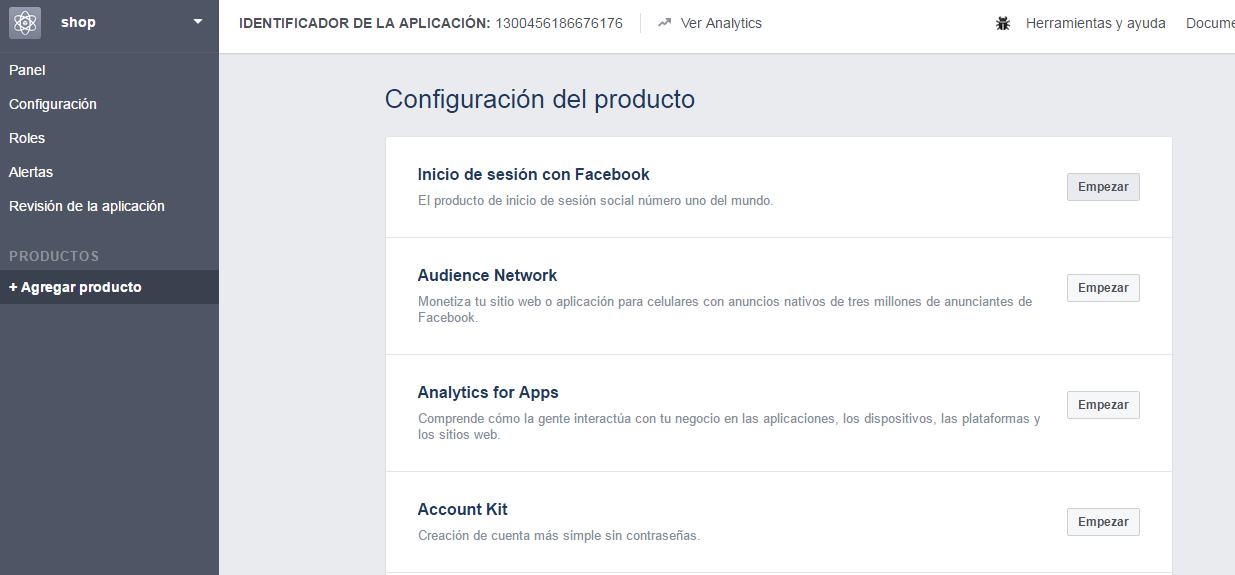 shop
IDENTIFICADOR DE LA APLICACIÓN: 1300456186676176
Ver Analytics
Herramientas y ayuda
Docume
Panel
Configuración
Roles
Alertas
Revisión de la aplicación
PRODUCTOS
+ Agregar producto
Configuración del producto
Inicio de sesión con Facebook
El producto de inicio de sesión social número uno del mundo.
Empezar
Audience Network
Monetiza tu sitio web o aplicación para celulares con anuncios nativos de tres millones de anunciantes de
Facebook.
Empezar
Analytics for Apps
Comprende cómo la gente interactúa con tu negocio en las aplicaciones, los dispositivos, las plataformas y
los sitios web.
Empezar
Account Kit
Creación de cuenta más simple sin contraseñas.
Empezar